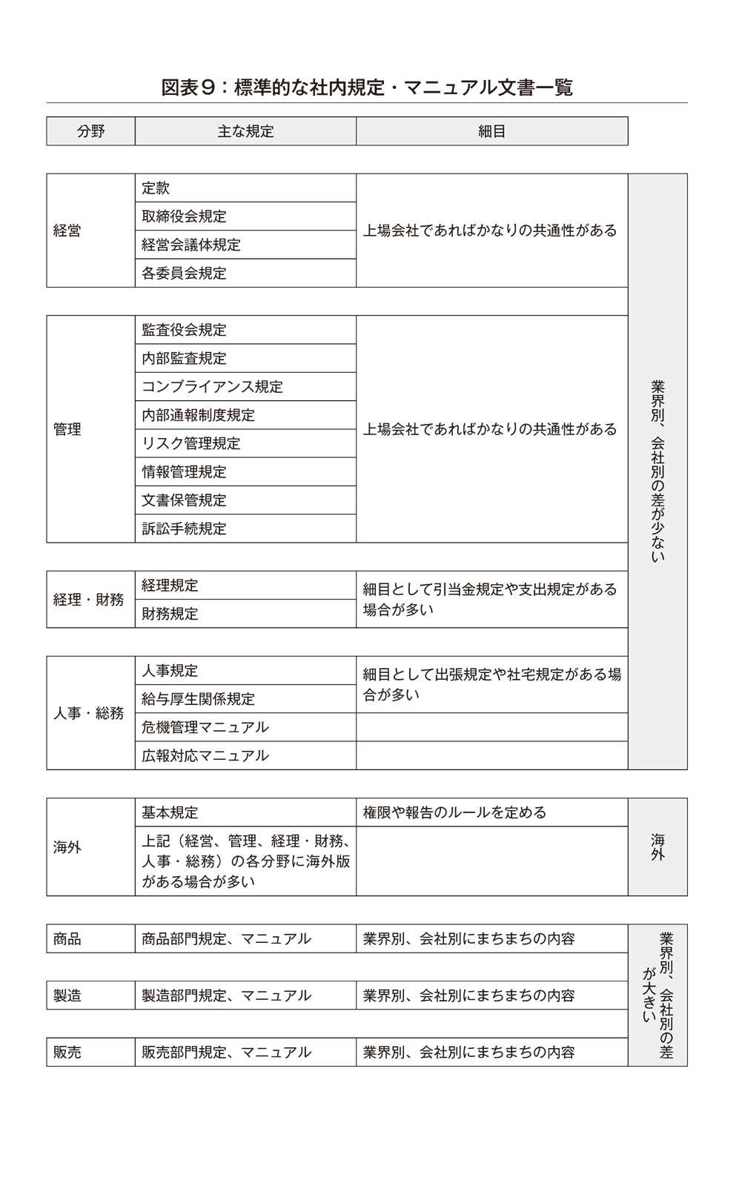 図表9：標準的な社内規定・マニュアル文書一覧
分野
主な規定
細目
経営
定款
取締役会規定
経営会議体規定
各委員会規定
上場会社であればかなりの共通性がある
管理
監査役会規定
内部監査規定
コンプライアンス規定
内部通報制度規定
リスク管理規定
情報管理規定
文書保管規定
訴訟手続規定
上場会社であればかなりの共通性がある
経理・財務
経理規定
財務規定
細目として引当金規定や支出規定がある
場合が多い
人事・総務
人事規定
給与厚生関係規定
危機管理マニュアル
広報対応マニュアル
細目として出張規定や社宅規定がある場
合が多い
業界別、会社別の差が少ない
海外
基本規定
権限や報告のルールを定める
上記（経営、管理、経理・財務、
人事・総務）の各分野に海外版
がある場合が多い
海外
商品
商品部門規定、マニュアル
業界別、会社別にまちまちの内容
製造
製造部門規定、マニュアル
業界別、会社別にまちまちの内容
販売
販売部門規定、マニュアル
業界別、会社別にまちまちの内容
業界別、会社別の差
が大きい